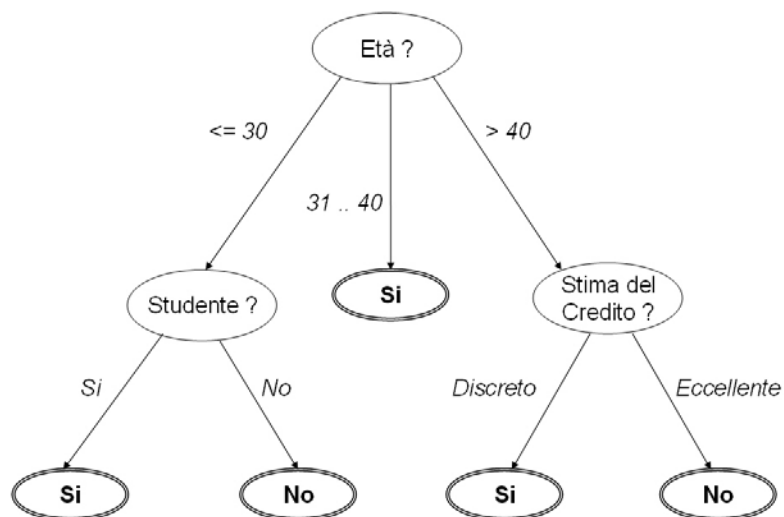 Età ?
<= 30
> 40
31 .. 40
Studente ?
Si
Stima del
Credito ?
Si
No
Discreto
Eccellente
Si
No
Si
No